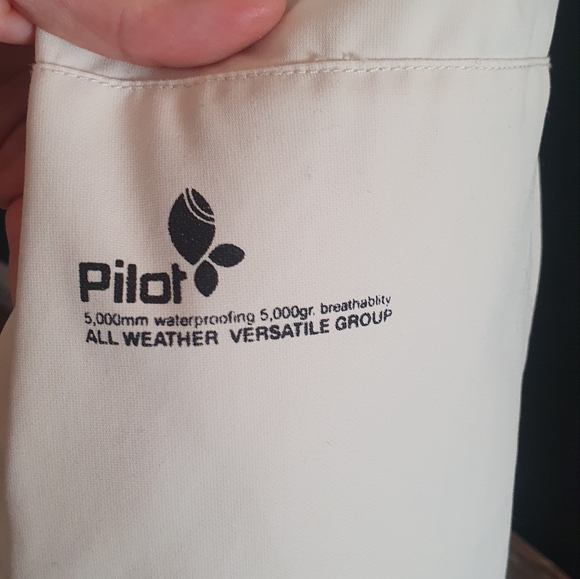 Pilot
5,000mm waterproofing 5,000gr. breathablity
ALL WEATHER VERSATILE GROUP